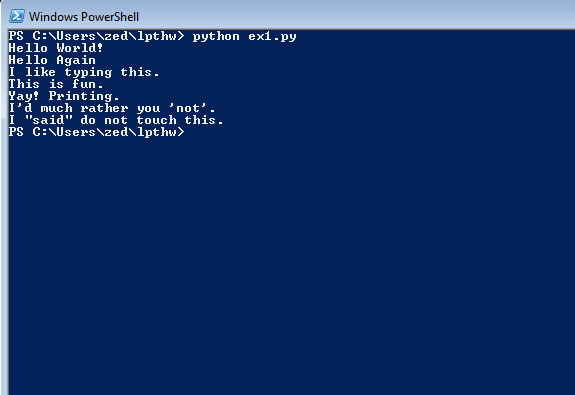 Windows PowerShell
PS C:\Users\zed\lpthw> python ex1.py
Hello World!
Hello Again
I like typing this.
This is fun.
Yay! Printing.
I'd much rather you 'not'.
I "said" do not touch this.
PS C:\Users\zed\lpthw>